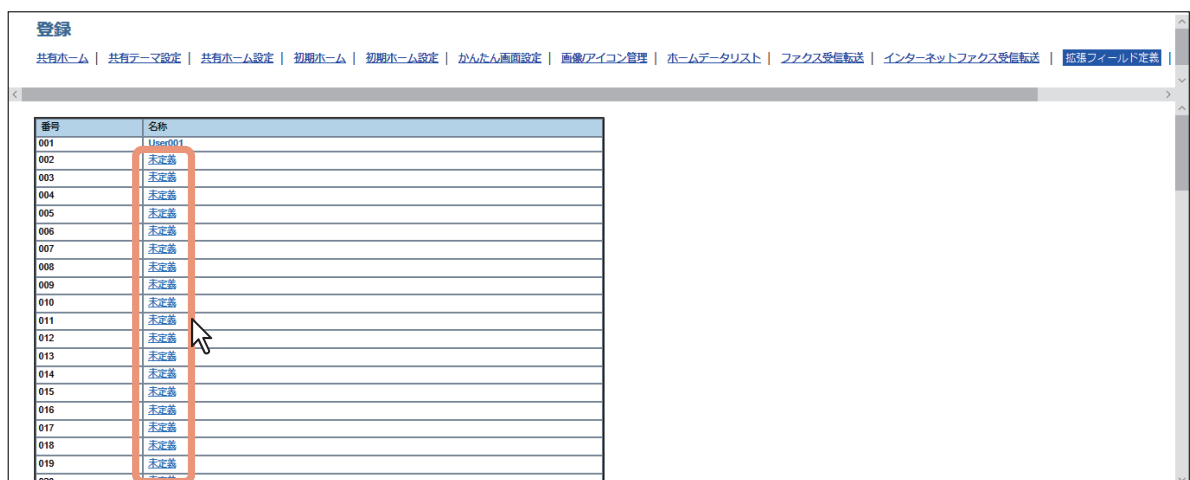 登録
共有ホーム | 共有テーマ設定 | 共有ホーム設定 | 初期ホーム | 初期ホーム設定 | かんたん画面設定 | 画像/アイコン管理 | ホームデータリスト | ファクス受信転送 | インターネットファクス受信転送 | 拡張フィールド定義 |
番号 名称
001 User001
002 未定義
003 未定義
004 未定義
005 未定義
006 未定義
007 未定義
008 未定義
009 未定義
010 未定義
011 未定義
012 未定義
013 未定義
014 未定義
015 未定義
016 未定義
017 未定義
018 未定義
019 未定義